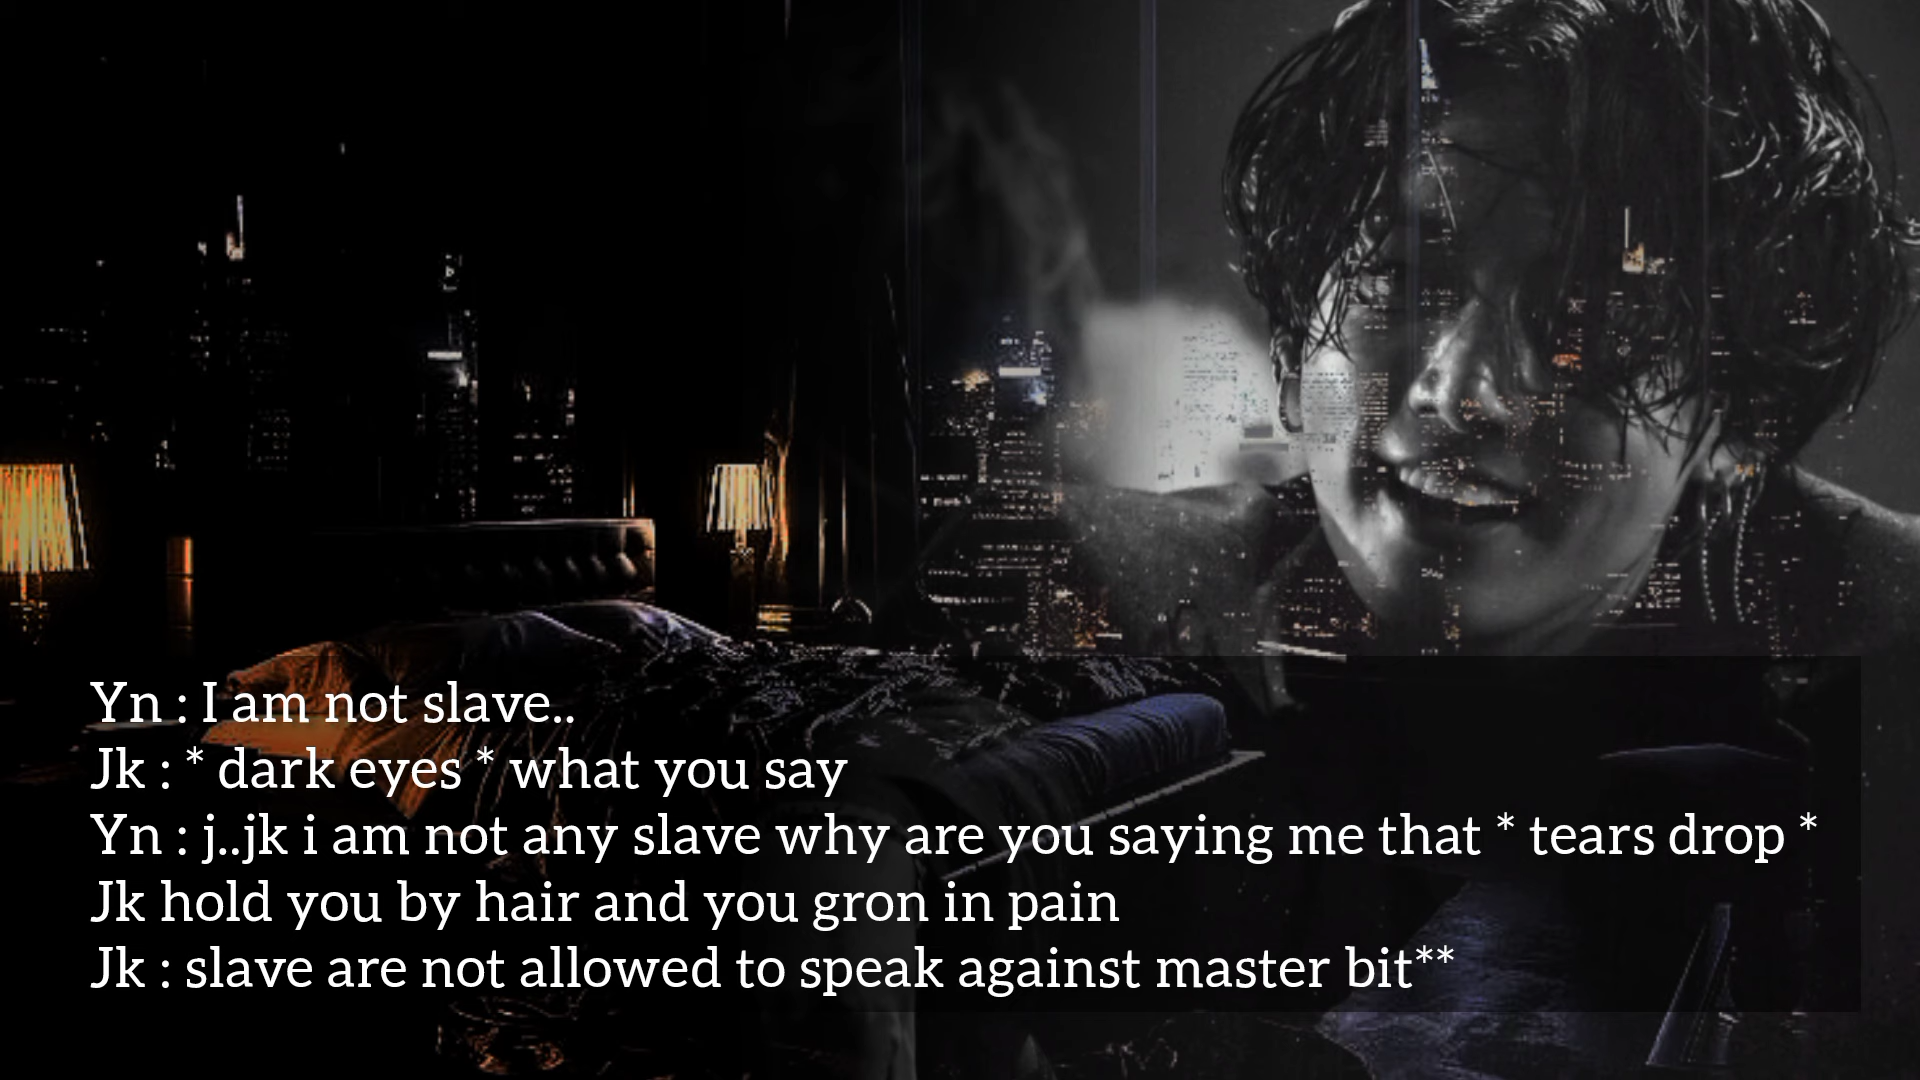 Yn : I am not slave..
Jk : * dark eyes * what you say
Yn : j..jk i am not any slave why are you saying me that * tears drop *
Jk hold you by hair and you gron in pain
Jk : slave are not allowed to speak against master bit**